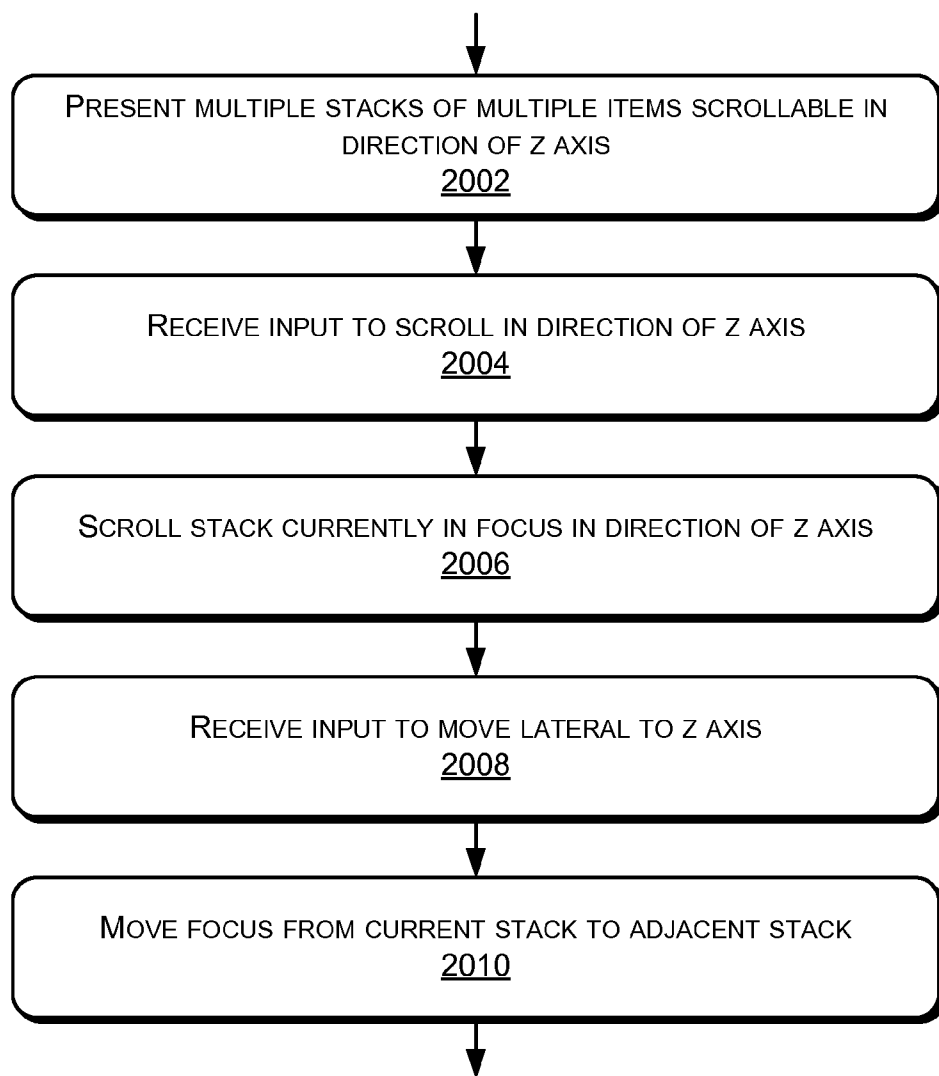 PRESENT MULTIPLE STACKS OF MULTIPLE ITEMS SCROLLABLE IN
DIRECTION OF Z AXIS
2002
RECEIVE INPUT TO SCROLL IN DIRECTION OF Z AXIS
2004
SCROLL STACK CURRENTLY IN FOCUS IN DIRECTION OF Z AXIS
2006
RECEIVE INPUT TO MOVE LATERAL TO Z AXIS
2008
MOVE FOCUS FROM CURRENT STACK TO ADJACENT STACK
2010